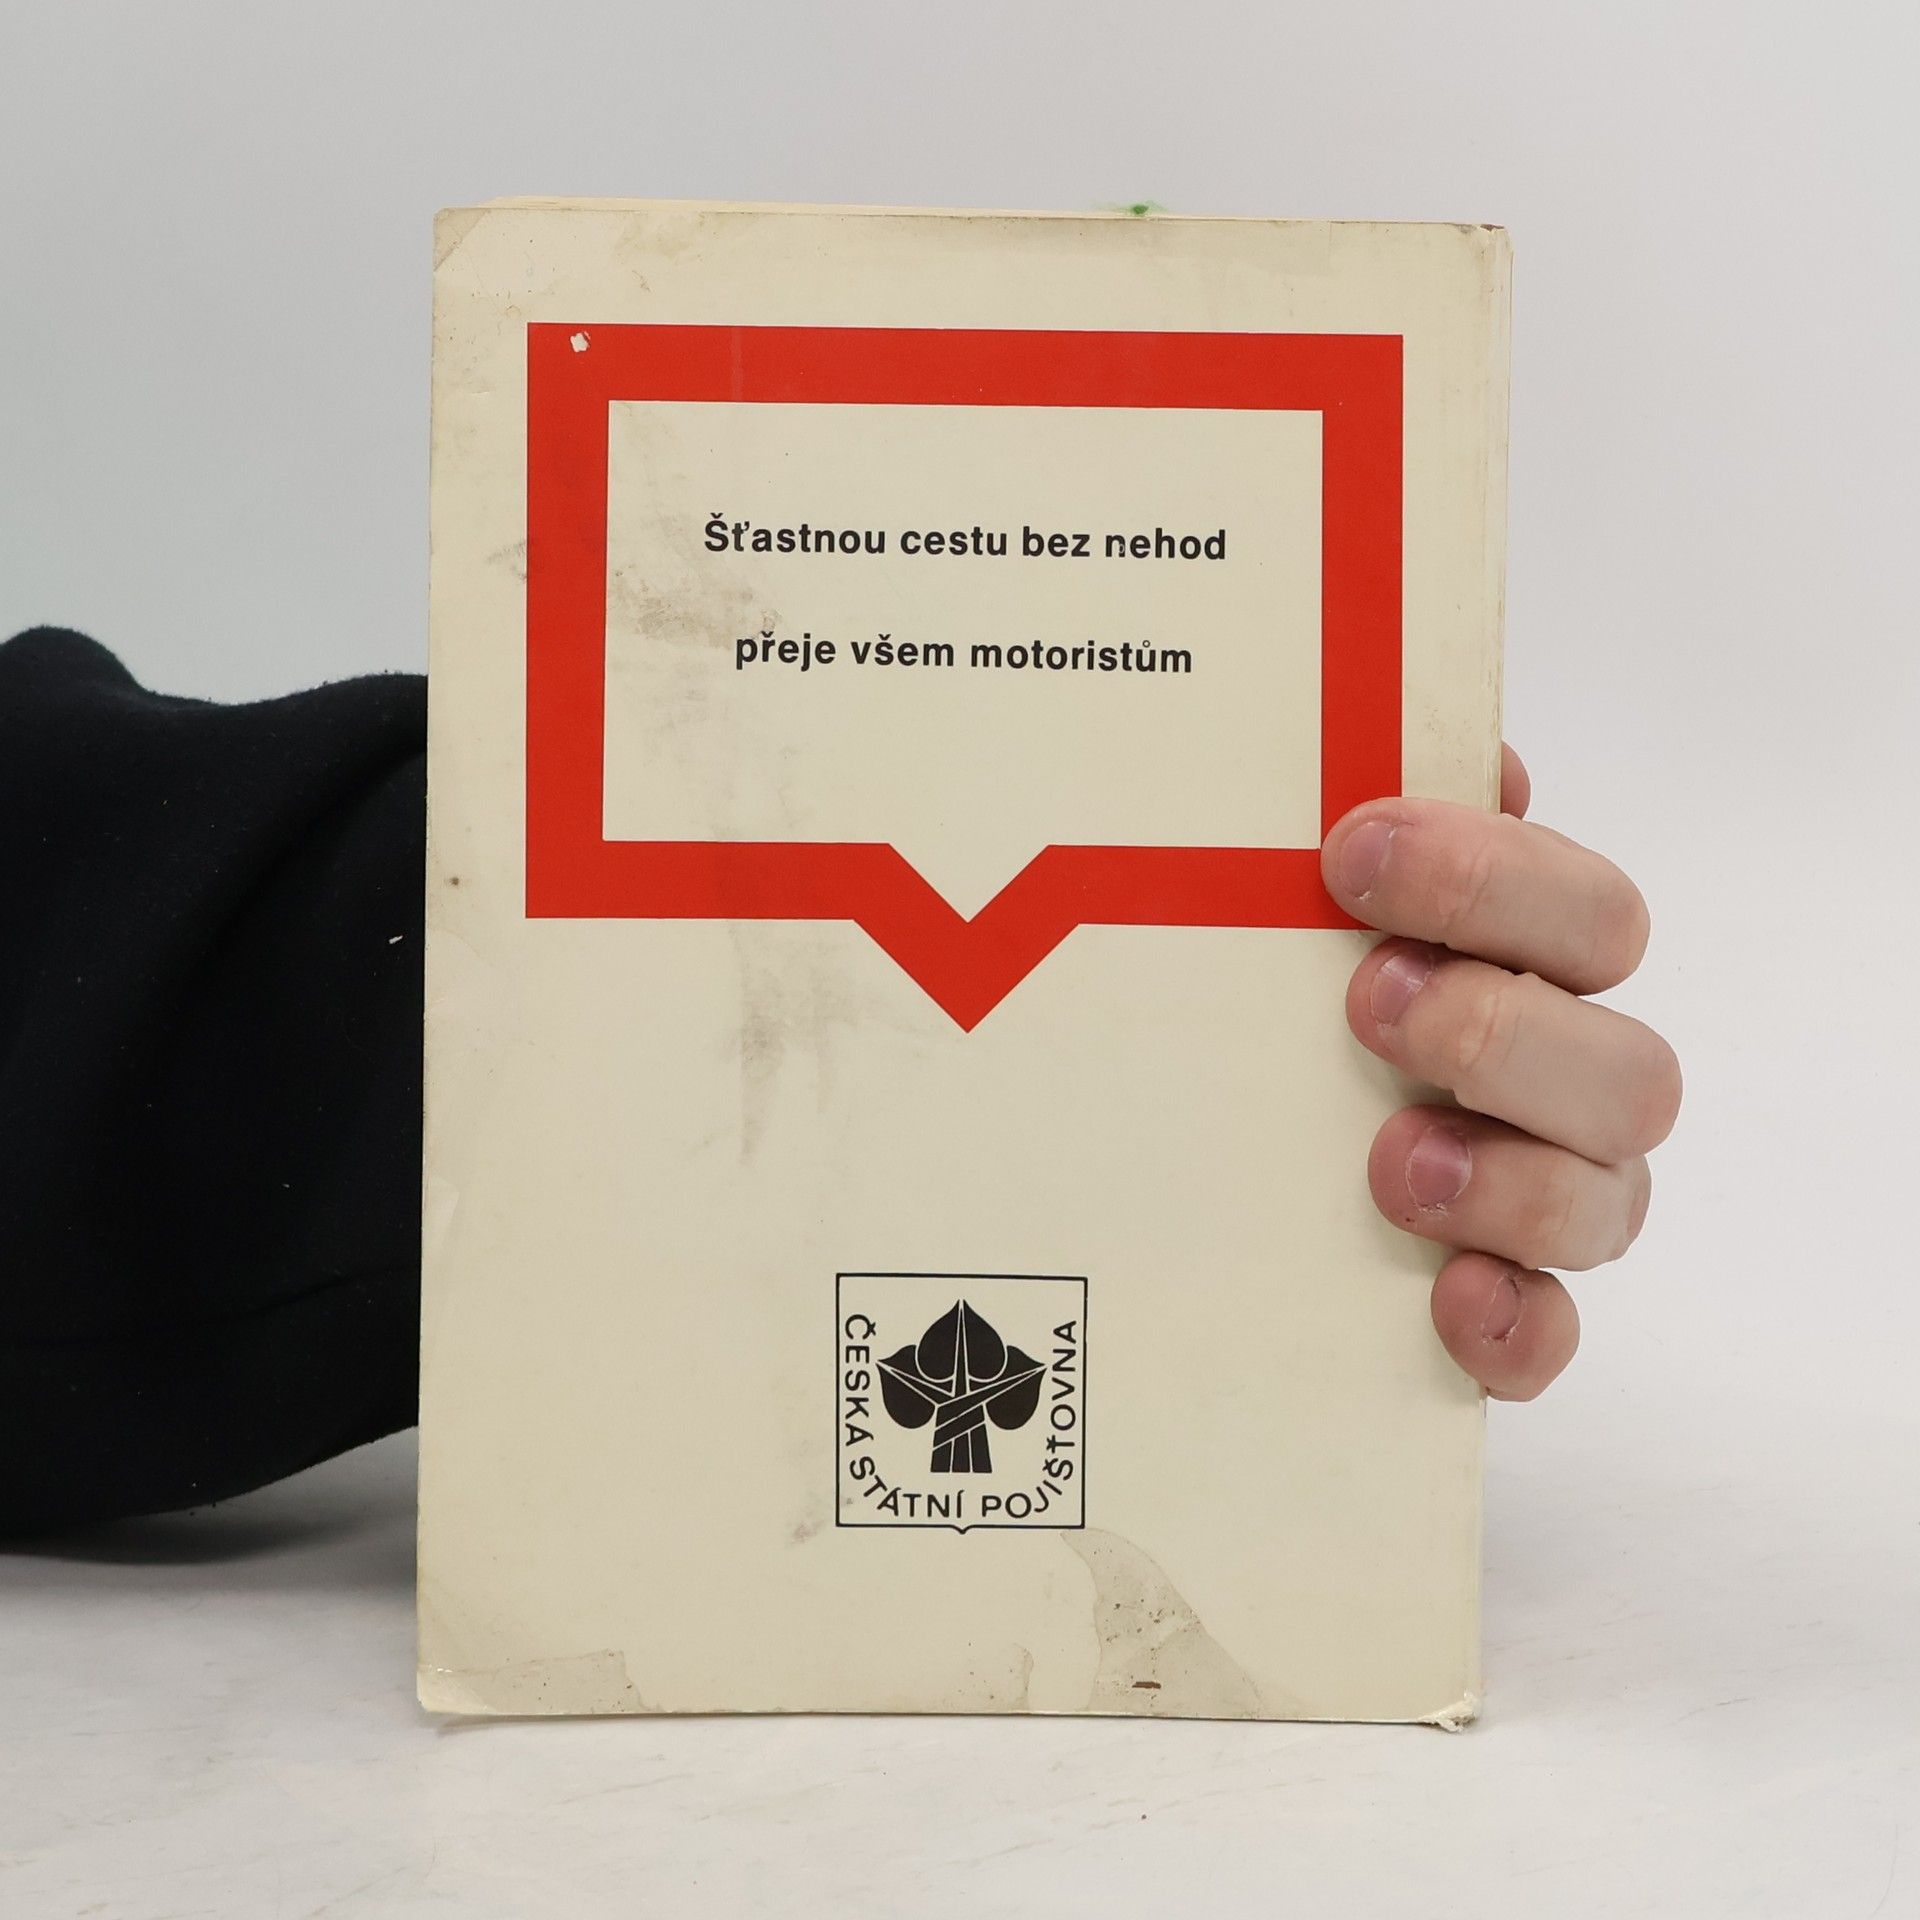 Šťastnou cestu bez nehod
přeje všem motoristům
ČESKÁ STÁTNÍ POJIŠŤOVNA